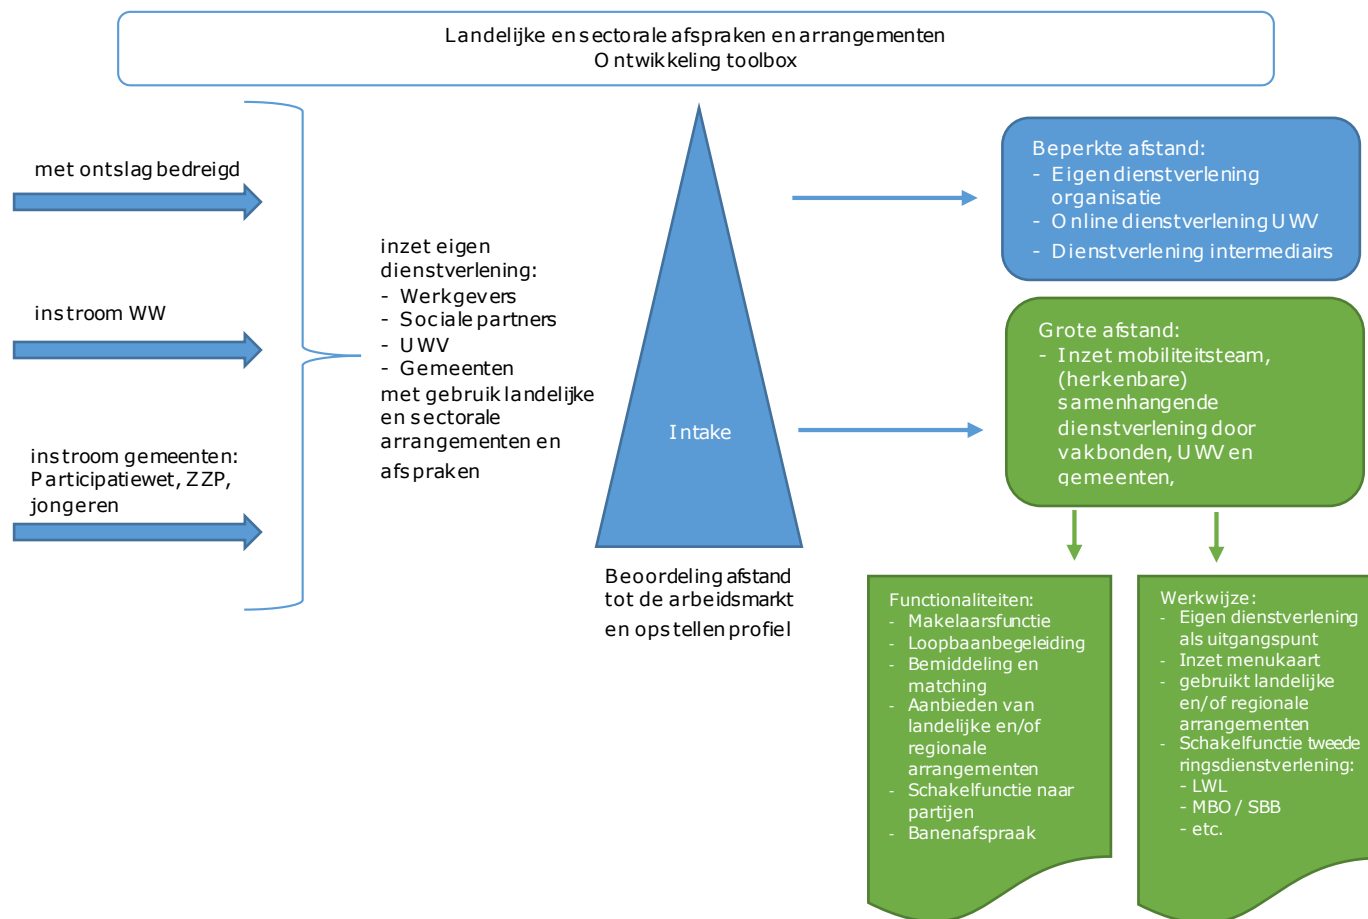 Landelijke en sectorale afspraken en arrangementen
Ontwikkeling toolbox
met ontslag bedreigd
instroom WW
instroom gemeenten:
Participatiewet, ZZP,
jongeren
inzet eigen
dienstverlening:
- Werkgevers
- Sociale partners
- UWV
- Gemeenten
met gebruik landelijke
en sectorale
arrangementen en
afspraken
Intake
Beoordeling afstand
tot de arbeidsmarkt
en opstellen profiel
Beperkte afstand:
- Eigen dienstverlening
organisatie
- Online dienstverlening UWV
- Dienstverlening intermediairs
Grote afstand:
- Inzet mobiliteitsteam,
(herkenbare)
samenhangende
dienstverlening door
vakbonden, UWV en
gemeenten,
Functionaliteiten:
- Makelaarsfunctie
- Loopbaanbegeleiding
- Bemiddeling en
matching
- Aanbieden van
landelijke en/of
regionale
arrangementen
- Schakelfunctie naar
partijen
- Banenafspraak
Werkwijze:
- Eigen dienstverlening
als uitgangspunt
- Inzet menukaart
- gebruikt landelijke
en/of regionale
arrangementen
- Schakelfunctie tweede
ringsdienstverlening:
- LWL
- MBO / SBB
- etc.